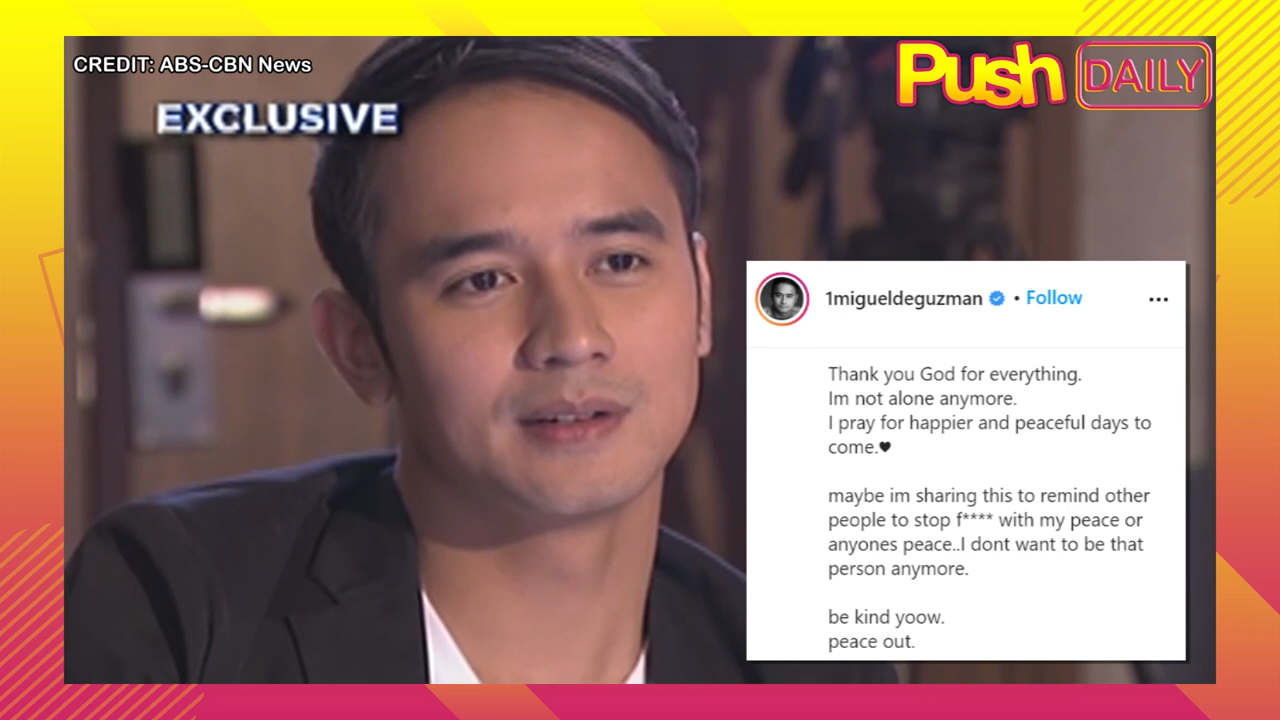 CREDIT: ABS-CBN News
EXCLUSIVE
Push DAILY
1migueldeguzman • Follow
Thank you God for everything.
Im not alone anymore.
I pray for happier and peaceful days to
come.♥
maybe im sharing this to remind other
people to stop f**** with my peace or
anyones peace..I dont want to be that
person anymore.
be kind yoow.
peace out.